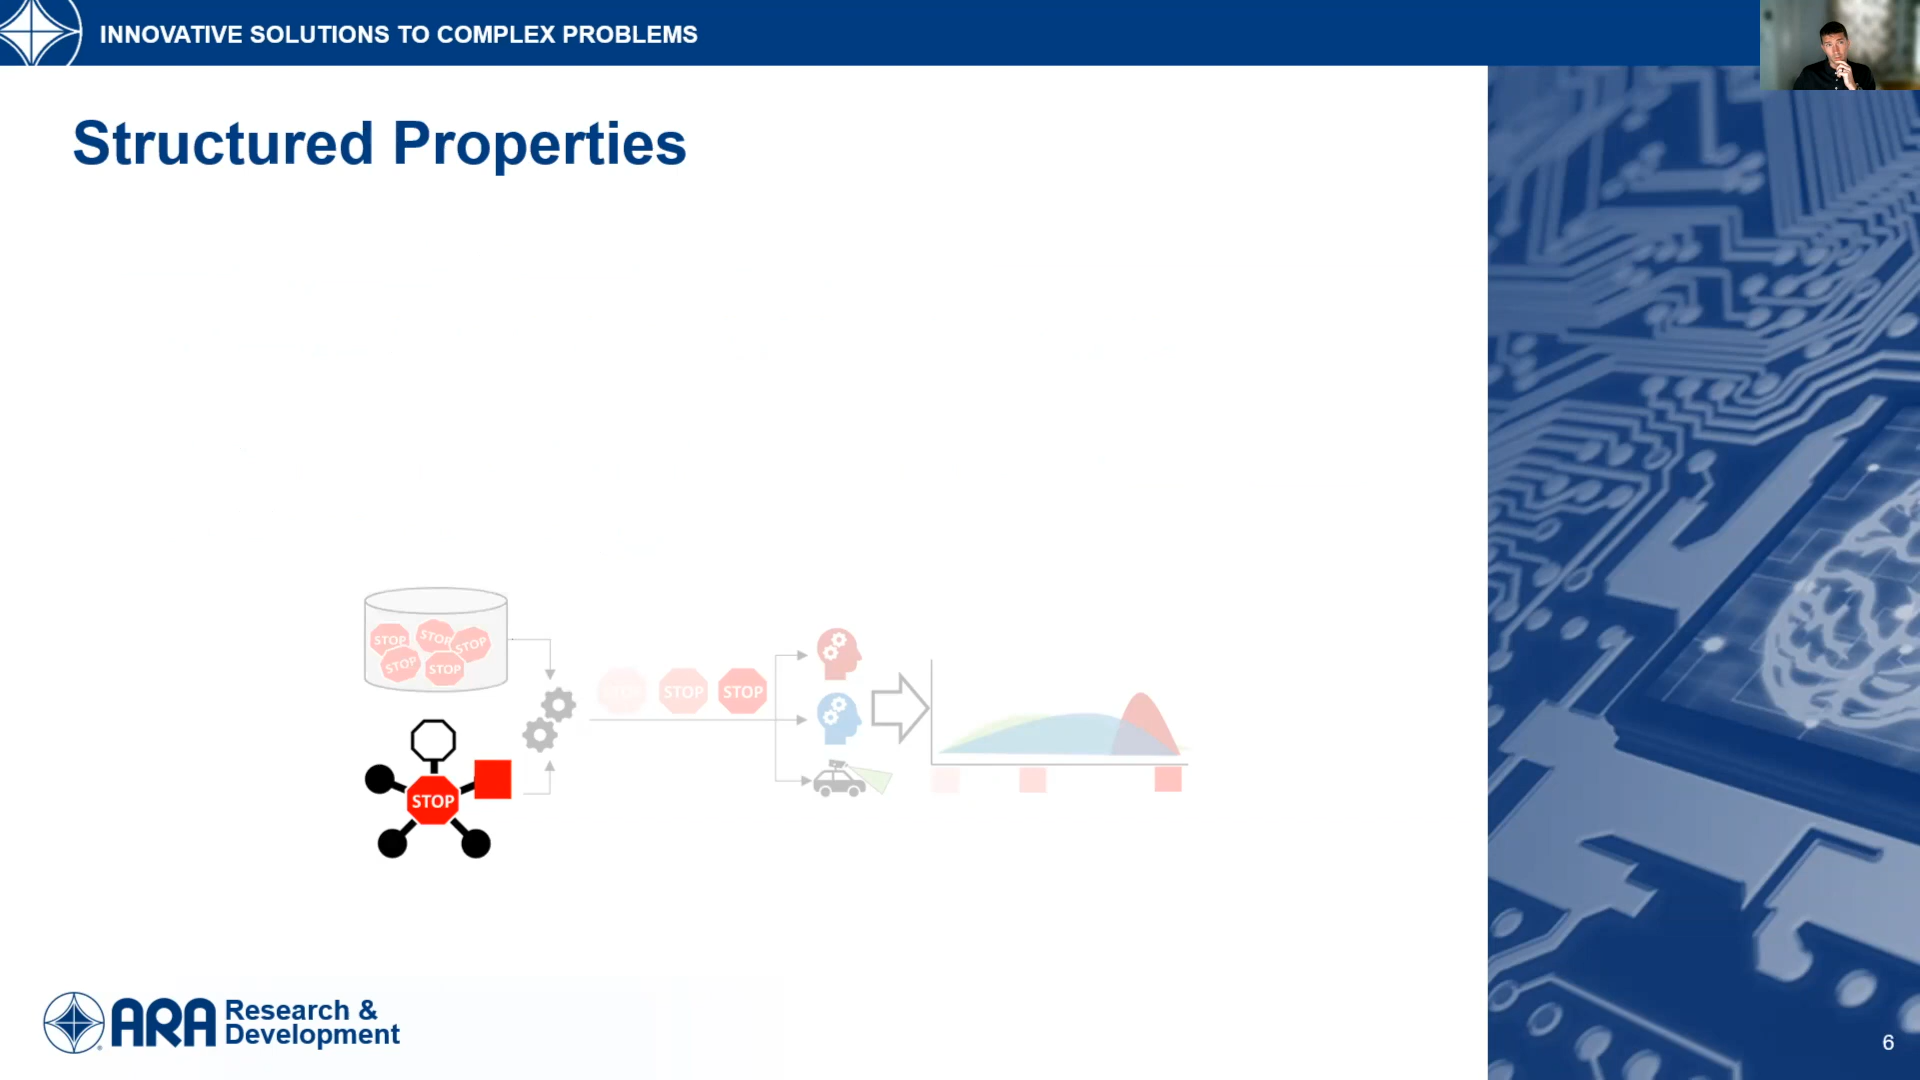 INNOVATIVE SOLUTIONS TO COMPLEX PROBLEMS
Structured Properties
STOP
STOP
STOP
STOP
STOP
STOP
STOP
STOP
STOP
ARA Research &
Development
6